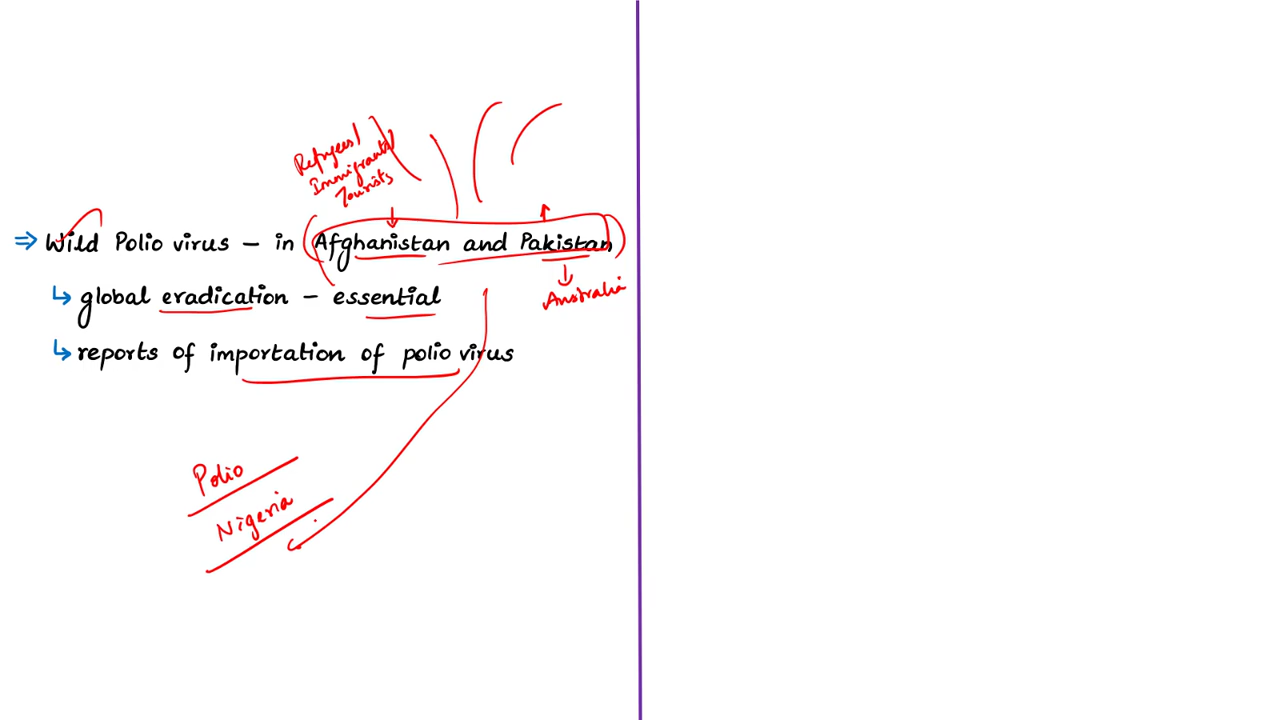 Refugees/
Immigrants/
Tourists
⇒ Wild Polio virus – in (Afghanistan and Pakistan)
↳ global eradication – essential
Australia
↳ reports of importation of polio virus
Polio
Nigeria